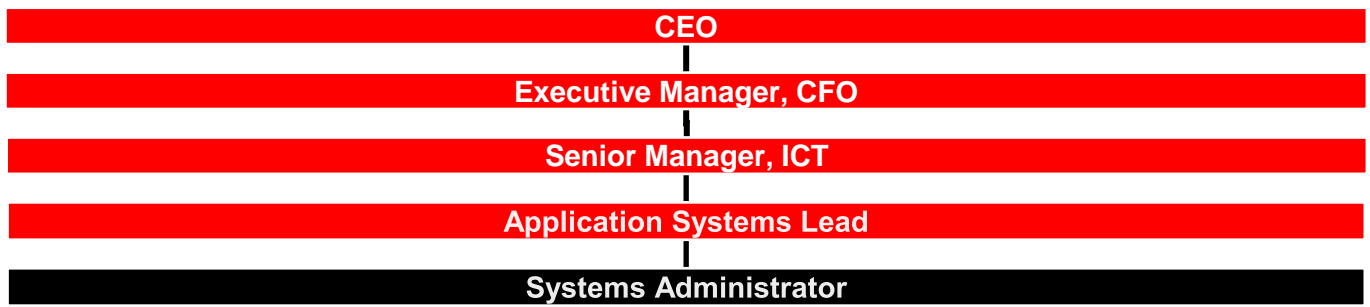 CEO
Executive Manager, CFO
Senior Manager, ICT
Application Systems Lead
Systems Administrator